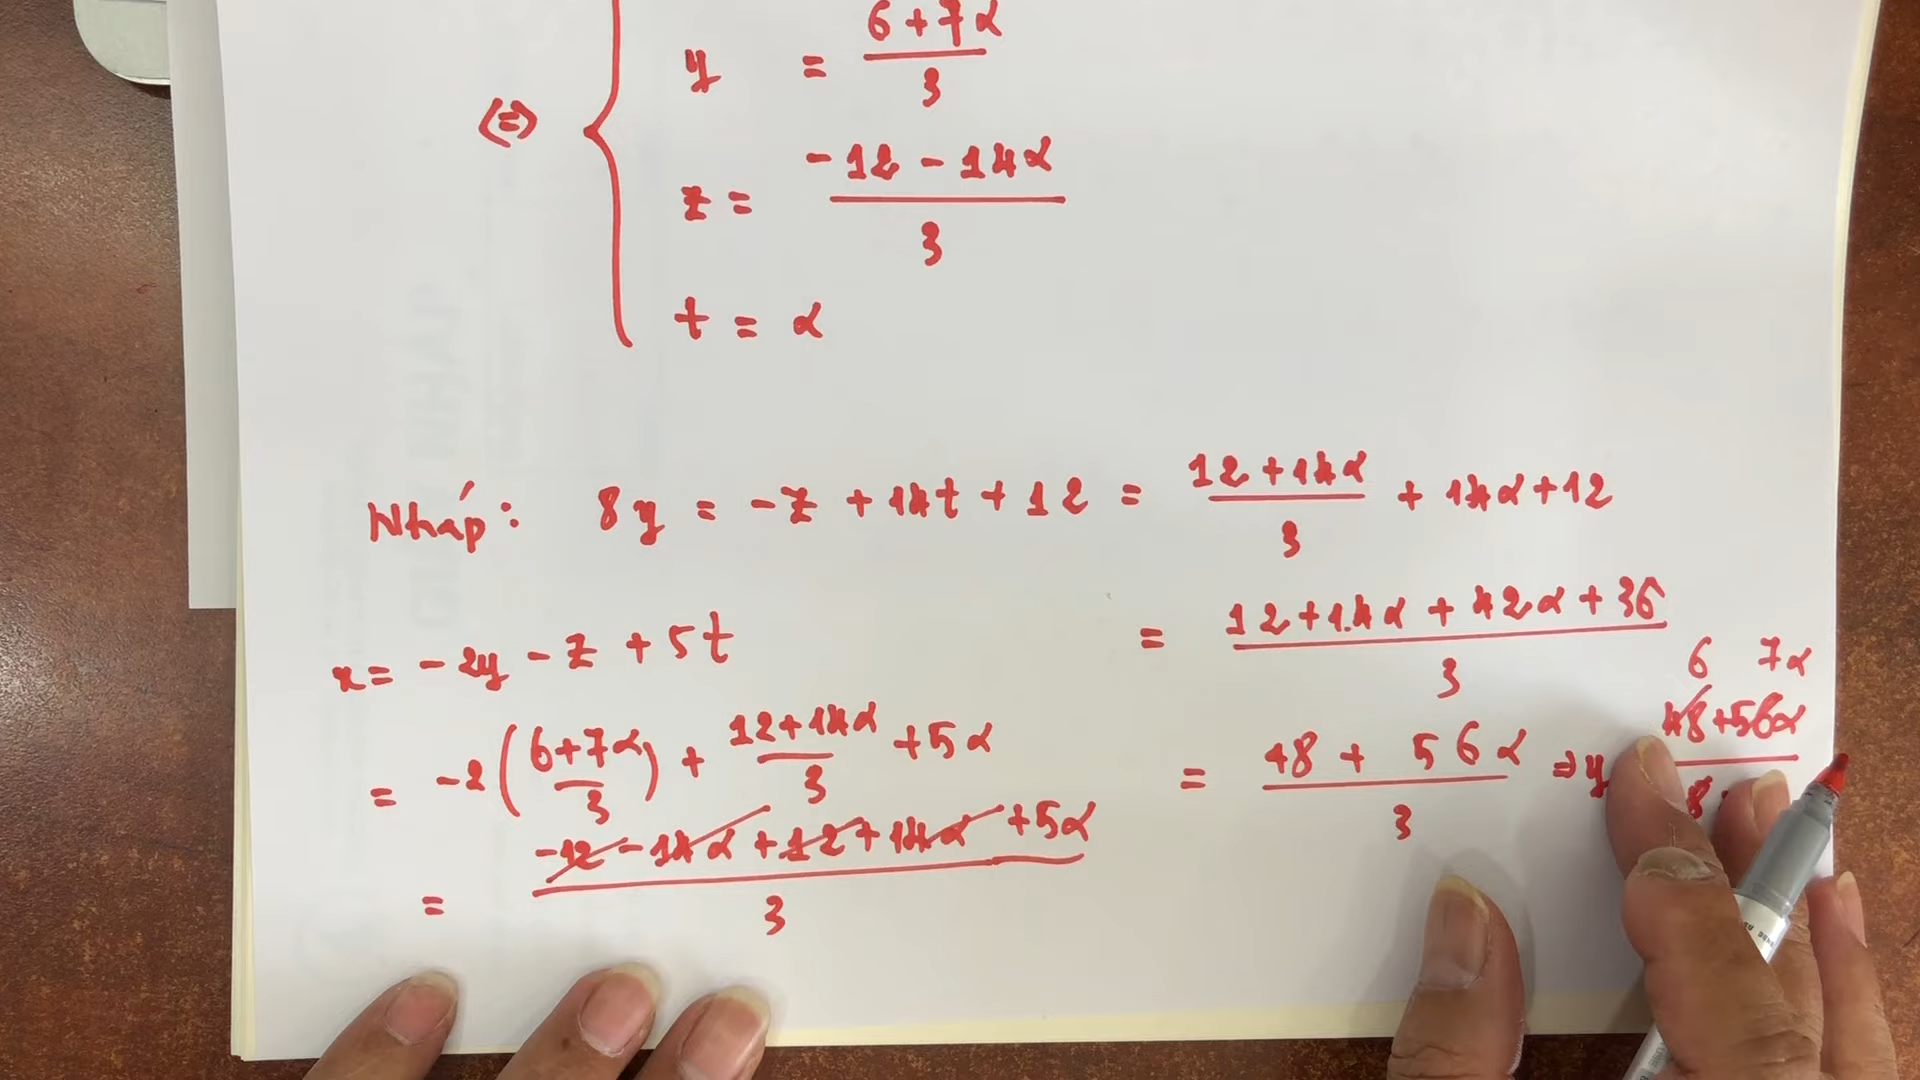 y = (6 + 7α)/3
(=) {
z = (-12 - 14α)/3
t = α
Nháp: 8y = -z + 14t + 12 = (12 + 14α)/3 + 14α + 12
= (12 + 14α + 42α + 36)/3
x = -2y - z + 5t
= -2((6+7α)/3) + (12+14α)/3 + 5α
= (48 + 56α)/3 ⇒ y
6 7α
48+56α
8
= (-12 - 14α + 12 + 14α + 5α)/3